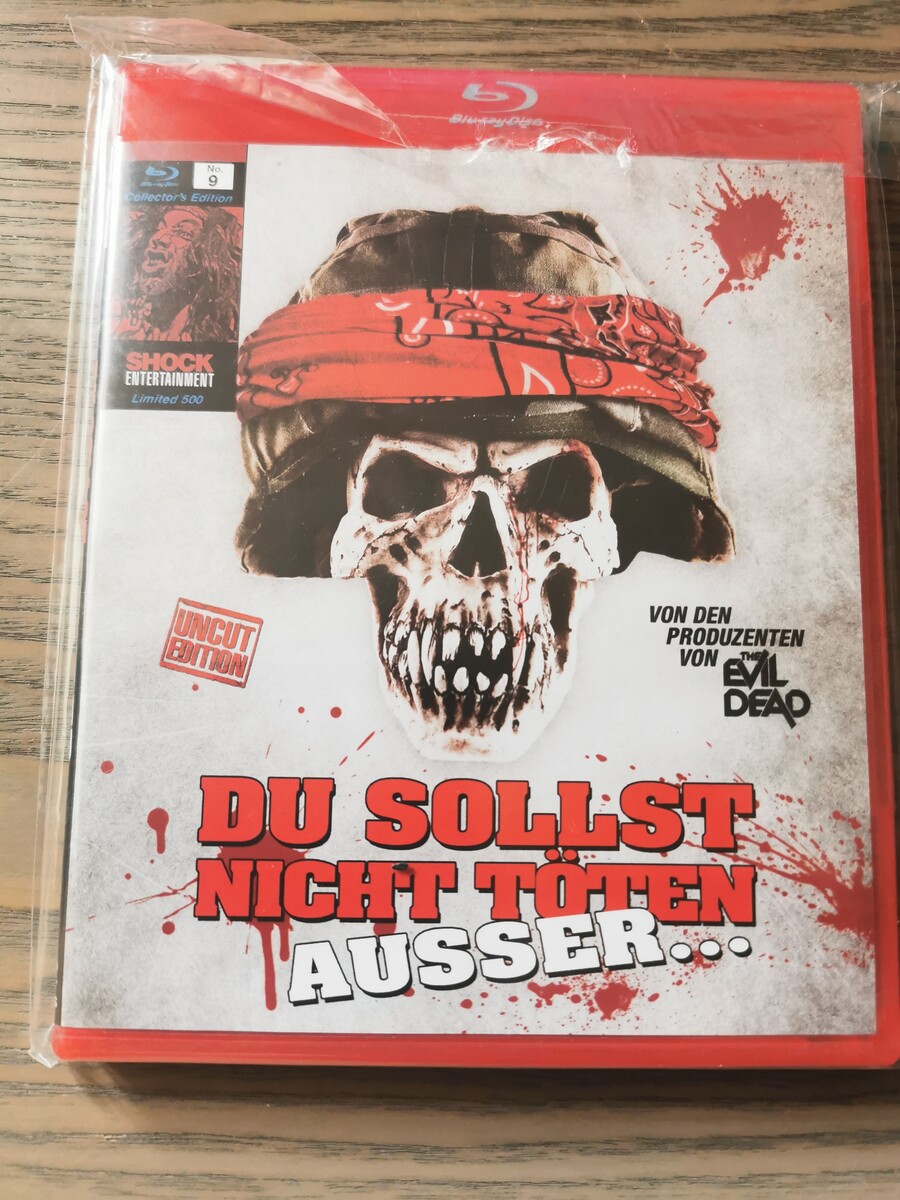 Blu-ray Disc
No.
9
Collector's Edition
SHOCK
ENTERTAINMENT
Limited 500
UNCUT
EDITION
VON DEN
PRODUZENTEN
VON THE
EVIL
DEAD
DU SOLLST
NICHT TÖTEN
AUSSER...